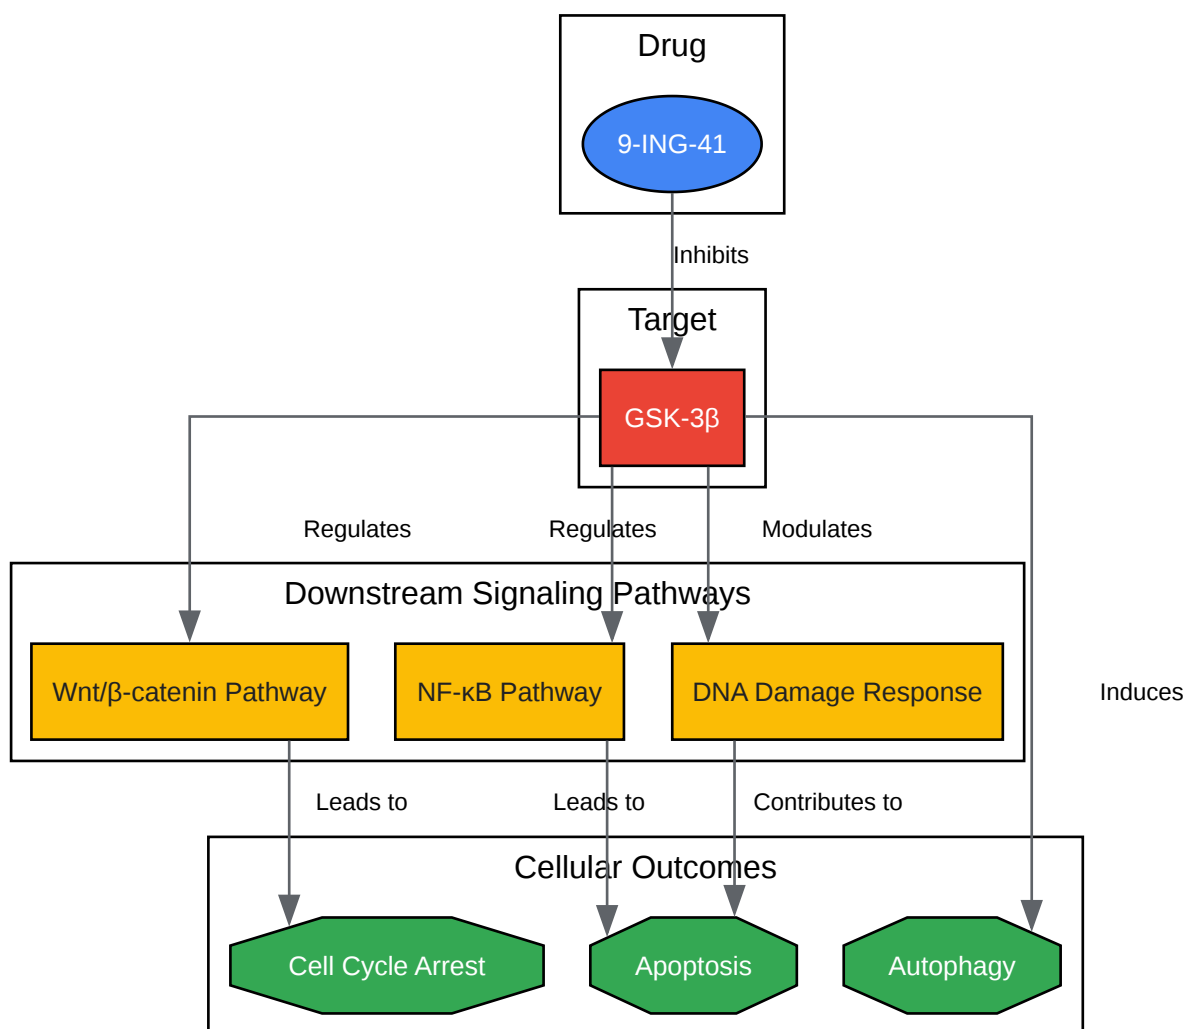 Drug
9-ING-41
Inhibits
Target
GSK-3β
Regulates
Regulates
Modulates
Downstream Signaling Pathways
Wnt/β-catenin Pathway
NF-κB Pathway
DNA Damage Response
Induces
Leads to
Leads to
Contributes to
Cellular Outcomes
Cell Cycle Arrest
Apoptosis
Autophagy